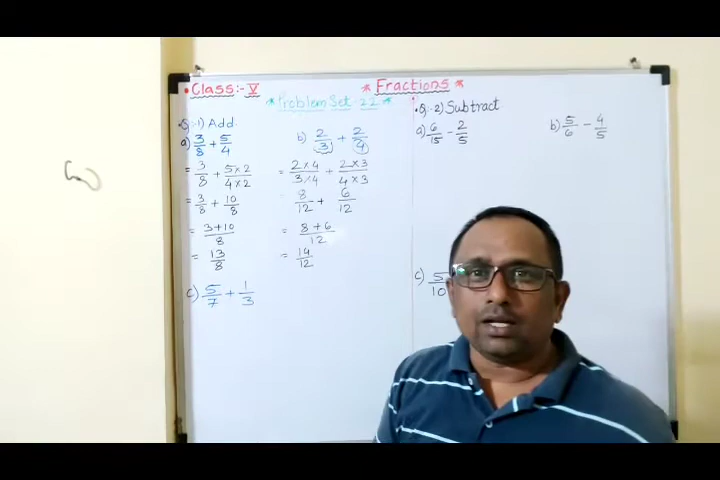 Class:- V
* Fractions *
* Problem Set 22 *
Q:-1) Add.
a) 3/8 + 5/4
= 3/8 + 5×2/4×2
= 3/8 + 10/8
= 3+10/8
= 13/8
b) 2/3 + 2/4
= 2×4/3×4 + 2×3/4×3
8/12 + 6/12
= 8+6/12
= 14/12
c) 5/7 + 1/3
Q:-2) Subtract
a) 6/15 - 2/5
b) 5/6 - 4/5
c) 5/10